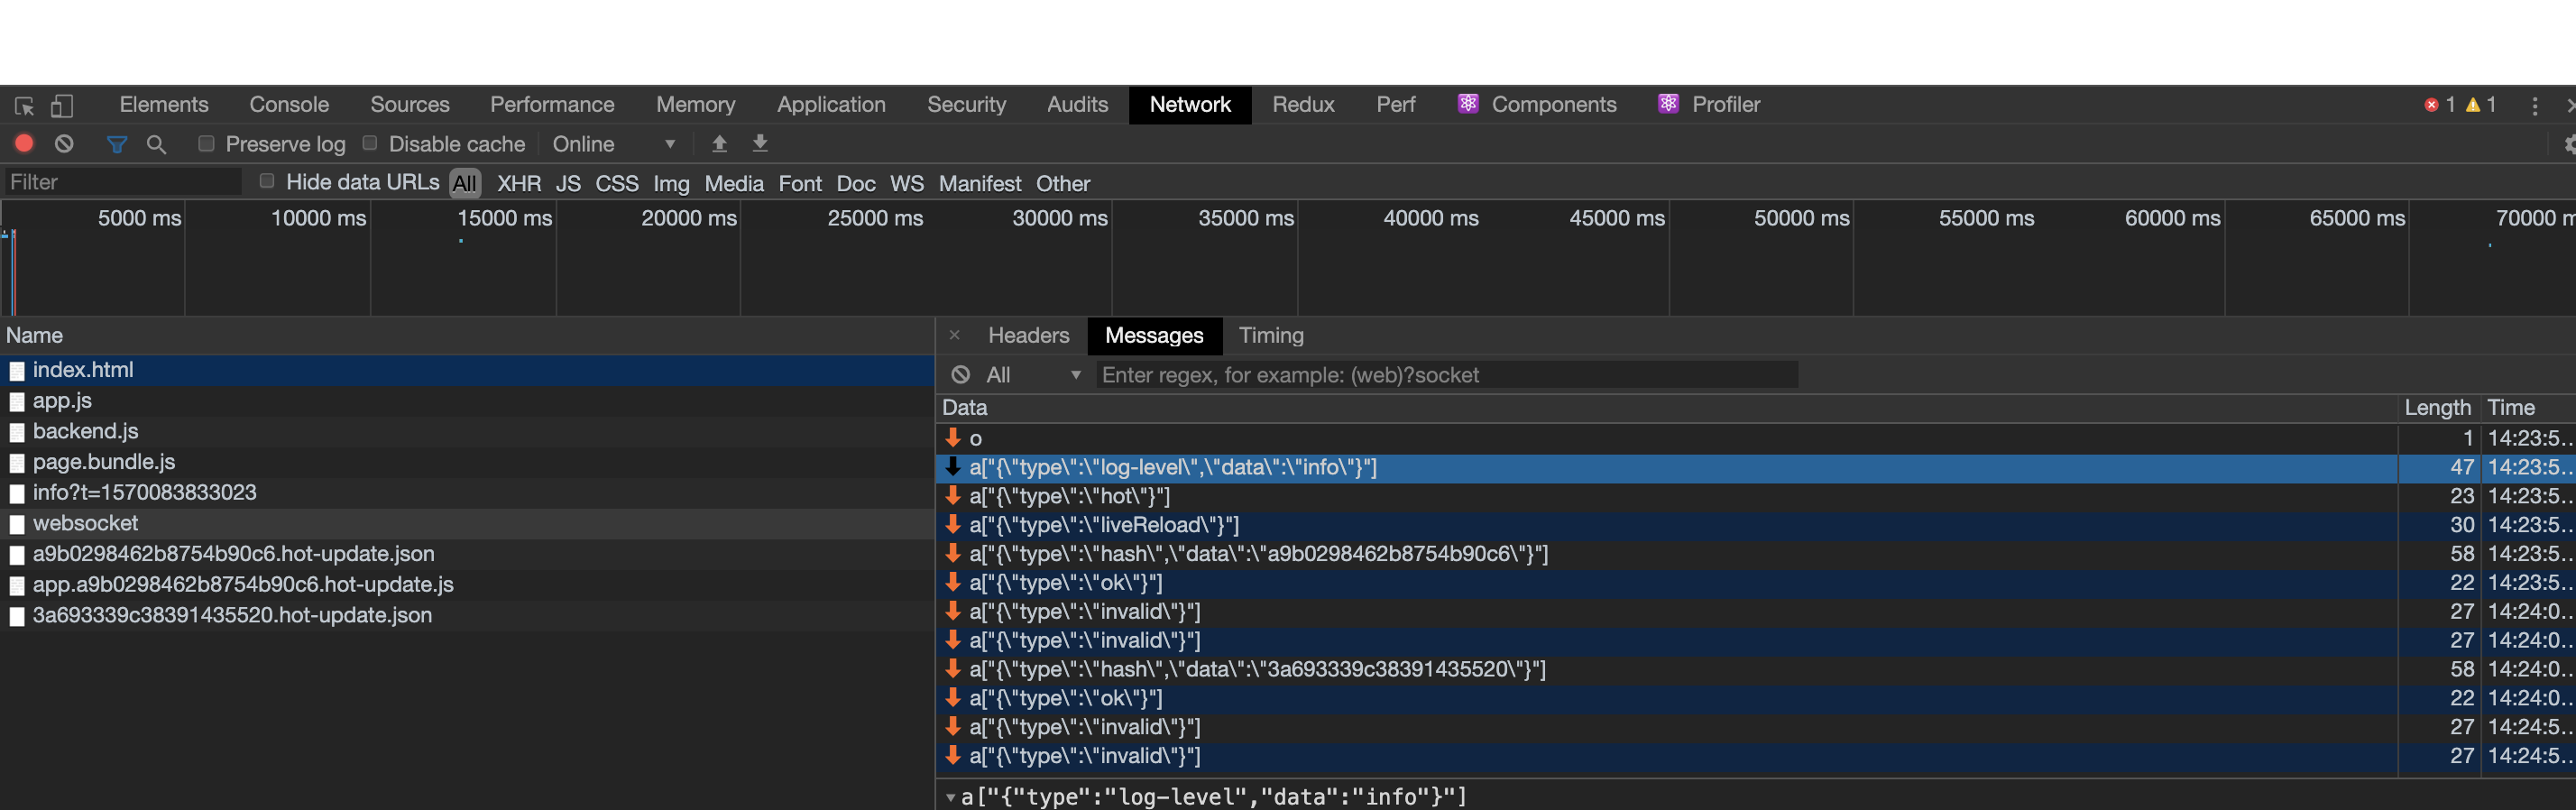 Elements Console Sources Performance Memory Application Security Audits Network Redux Perf Components Profiler 1 1
Preserve log Disable cache Online
Filter Hide data URLs All XHR JS CSS Img Media Font Doc WS Manifest Other
5000 ms 10000 ms 15000 ms 20000 ms 25000 ms 30000 ms 35000 ms 40000 ms 45000 ms 50000 ms 55000 ms 60000 ms 65000 ms 70000 m
Name
index.html
app.js
backend.js
page.bundle.js
info?t=1570083833023
websocket
a9b0298462b8754b90c6.hot-update.json
app.a9b0298462b8754b90c6.hot-update.js
3a693339c38391435520.hot-update.json
× Headers Messages Timing
All Enter regex, for example: (web)?socket
Data Length Time
o 1 14:23:5…
a["{\"type\":\"log-level\",\"data\":\"info\"}"] 47 14:23:5…
a["{\"type\":\"hot\"}"] 23 14:23:5…
a["{\"type\":\"liveReload\"}"] 30 14:23:5…
a["{\"type\":\"hash\",\"data\":\"a9b0298462b8754b90c6\"}"] 58 14:23:5…
a["{\"type\":\"ok\"}"] 22 14:23:5…
a["{\"type\":\"invalid\"}"] 27 14:24:0…
a["{\"type\":\"invalid\"}"] 27 14:24:0…
a["{\"type\":\"hash\",\"data\":\"3a693339c38391435520\"}"] 58 14:24:0…
a["{\"type\":\"ok\"}"] 22 14:24:0…
a["{\"type\":\"invalid\"}"] 27 14:24:5…
a["{\"type\":\"invalid\"}"] 27 14:24:5…
a["{"type":"log-level","data":"info"}"]